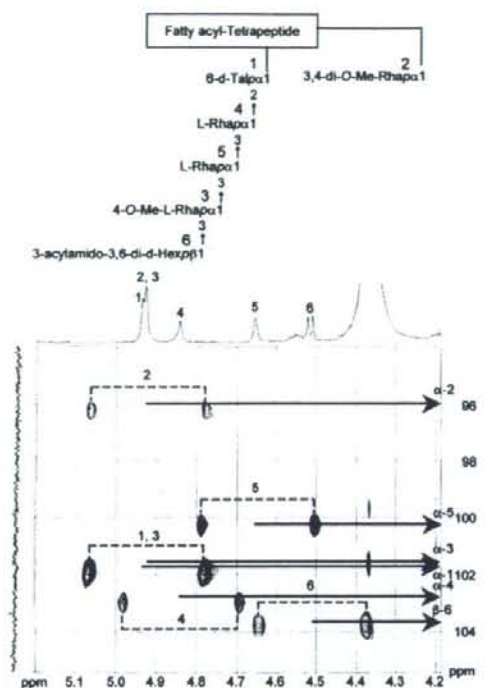 Fatty acyl-Tetrapeptide
1 2
6-d-Talpα1 3,4-di-O-Me-Rhapα1
4 2↑
L-Rhapα1
5 3↑
L-Rhapα1
3 3↑
4-O-Me-L-Rhapα1
6 3↑
3-acylamido-3,6-di-d-Hexpβ1
2, 3
1
4
5
6
2
α-2
96
98
5
α-5
100
1, 3
α-3
α-1 102
α-4
6
β-6
4
104
ppm 5.1 5.0 4.9 4.8 4.7 4.6 4.5 4.4 4.3 4.2 ppm